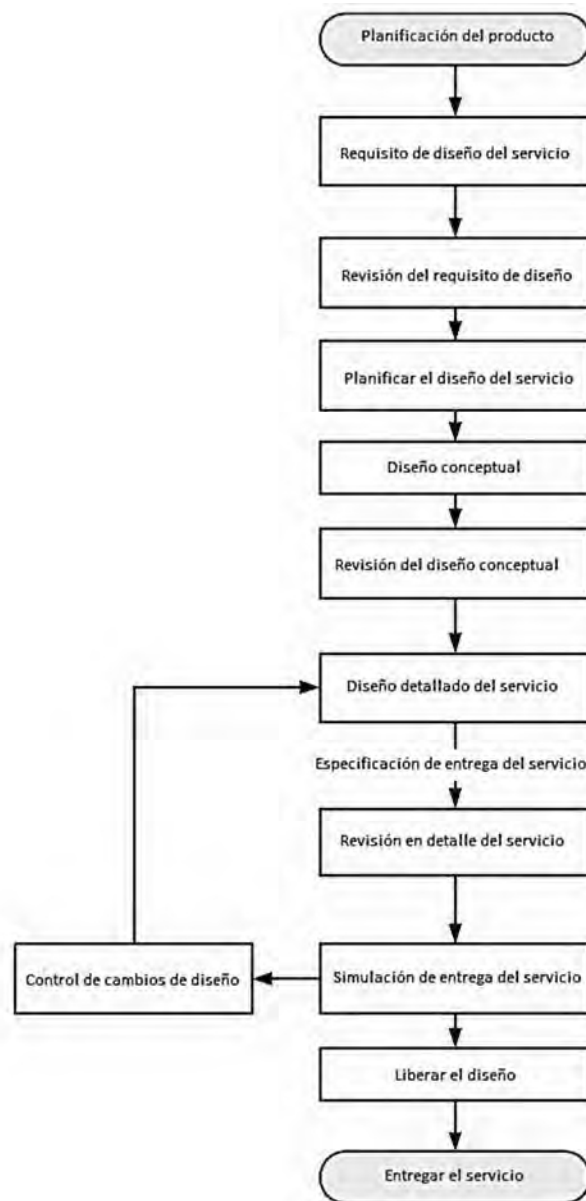 Planificación del producto
Requisito de diseño del servicio
Revisión del requisito de diseño
Planificar el diseño del servicio
Diseño conceptual
Revisión del diseño conceptual
Diseño detallado del servicio
Especificación de entrega del servicio
Revisión en detalle del servicio
Control de cambios de diseño
Simulación de entrega del servicio
Liberar el diseño
Entregar el servicio